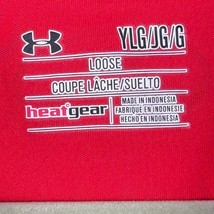 YLG/JG/G
LOOSE
COUPE LÂCHE/SUELTO
heatgear
MADE IN INDONESIA
FABRIQUÉ EN INDONÉSIE
HECHO EN INDONESIA